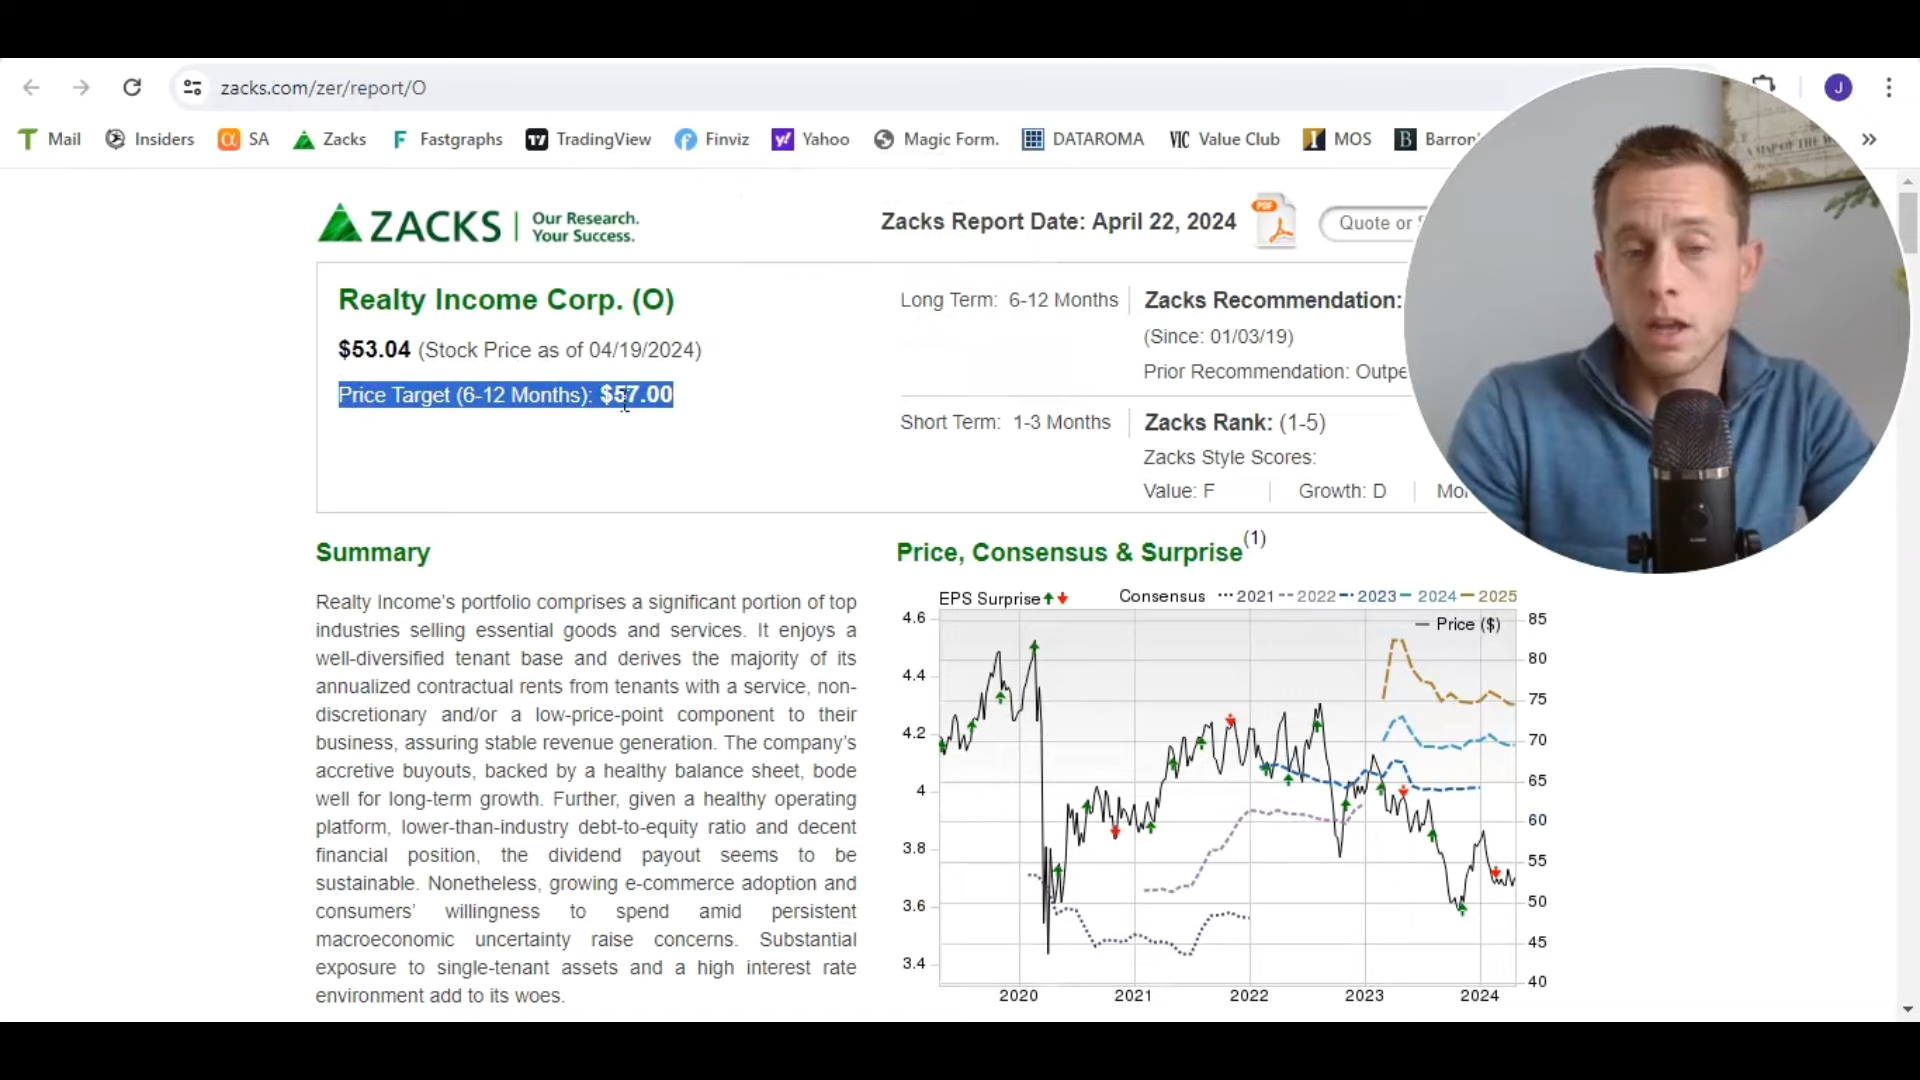 zacks.com/zer/report/O
J
Mail
Insiders
SA
Zacks
Fastgraphs
TradingView
Finviz
Yahoo
Magic Form.
DATAROMA
VIC Value Club
MOS
Barron'
ZACKS
Our Research.
Your Success.
Zacks Report Date: April 22, 2024
PDF
Quote or
Realty Income Corp. (O)
$53.04 (Stock Price as of 04/19/2024)
Price Target (6-12 Months): $57.00
Long Term: 6-12 Months
Zacks Recommendation:
(Since: 01/03/19)
Prior Recommendation: Outpe
Short Term: 1-3 Months
Zacks Rank: (1-5)
Zacks Style Scores:
Value: F
Growth: D
Summary
Realty Income's portfolio comprises a significant portion of top
industries selling essential goods and services. It enjoys a
well-diversified tenant base and derives the majority of its
annualized contractual rents from tenants with a service, non-
discretionary and/or a low-price-point component to their
business, assuring stable revenue generation. The company's
accretive buyouts, backed by a healthy balance sheet, bode
well for long-term growth. Further, given a healthy operating
platform, lower-than-industry debt-to-equity ratio and decent
financial position, the dividend payout seems to be
sustainable. Nonetheless, growing e-commerce adoption and
consumers' willingness to spend amid persistent
macroeconomic uncertainty raise concerns. Substantial
exposure to single-tenant assets and a high interest rate
environment add to its woes.
Price, Consensus & Surprise(1)
EPS Surprise
Consensus
2021
2022
2023
2024
2025
Price ($)
4.6
4.4
4.2
4
3.8
3.6
3.4
85
80
75
70
65
60
55
50
45
40
2020
2021
2022
2023
2024